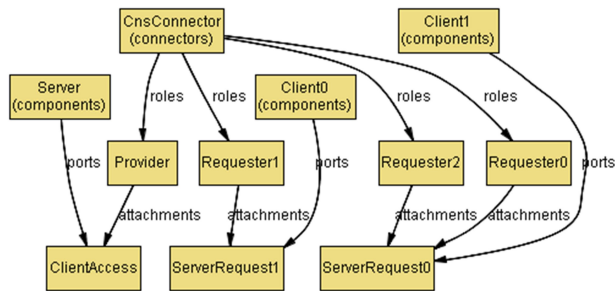 CnsConnector
(connectors)
Client1
(components)
Server
(components)
Client0
(components)
roles
roles
roles
roles
ports
Provider
Requester1
ports
Requester2
Requester0
ports
attachments
attachments
attachments
attachments
ClientAccess
ServerRequest1
ServerRequest0